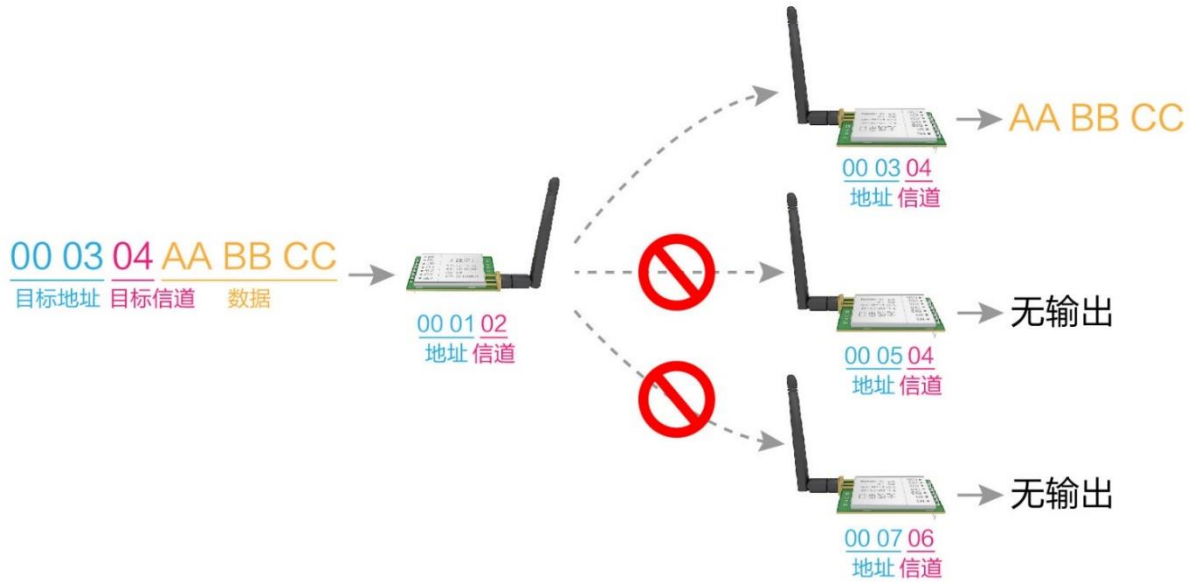 00 03 04 AA BB CC
目标地址 目标信道 数据
00 01 02
地址 信道
AA BB CC
00 03 04
地址 信道
无输出
00 05 04
地址 信道
无输出
00 07 06
地址 信道